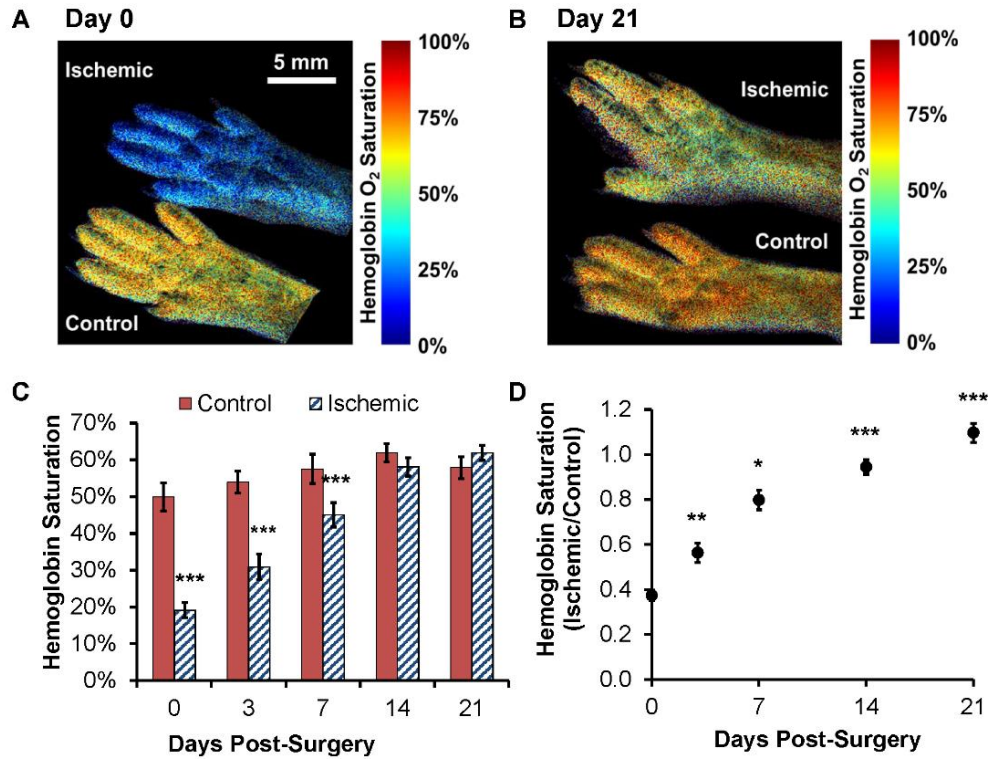 A Day 0
Ischemic
5 mm
Control
100%
75%
50%
25%
0%
Hemoglobin O2 Saturation
B Day 21
Ischemic
Control
100%
75%
50%
25%
0%
Hemoglobin O2 Saturation
C
Control Ischemic
70%
60%
50%
40%
30%
20%
10%
0%
Hemoglobin Saturation
***
***
***
0 3 7 14 21
Days Post-Surgery
D
1.2
1.0
0.8
0.6
0.4
0.2
0.0
Hemoglobin Saturation
(Ischemic/Control)
**
*
***
***
0 7 14 21
Days Post-Surgery